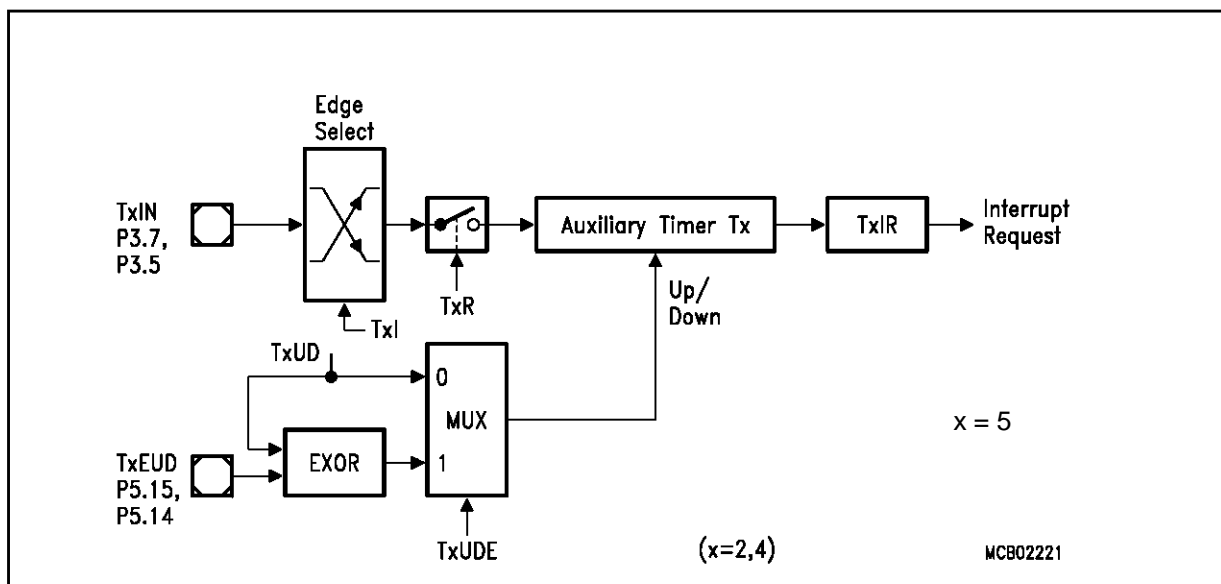 Edge
Select
TxIN
P3.7,
P3.5
Auxiliary Timer Tx
TxIR
Interrupt
Request
TxR
TxI
Up/
Down
TxUD
0
MUX
1
x = 5
TxEUD
P5.15,
P5.14
EXOR
TxUDE
(x=2,4)
MCB02221